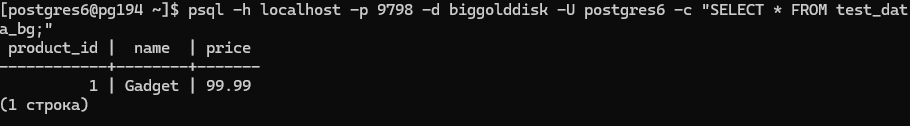 [postgres6@pg194 ~]$ psql -h localhost -p 9798 -d biggolddisk -U postgres6 -c "SELECT * FROM test_dat
a_bg;"
 product_id |  name  | price
------------+--------+-------
          1 | Gadget | 99.99
(1 строка)